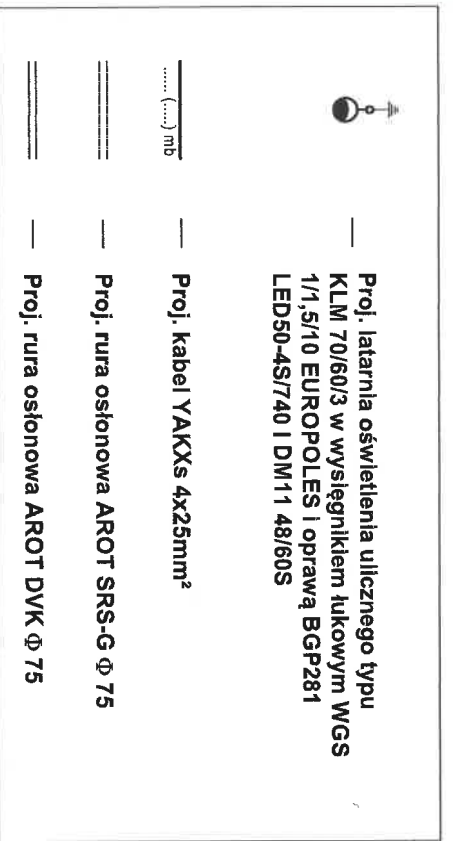 Proj. latarnia oświetlenia ulicznego typu
KLM 70/60/3 w wysięgnikiem łukowym WGS
1/1,5/10 EUROPOLES i oprawą BGP281
LED50-4S/740 I DM11 48/60S
...... (....) mb
Proj. kabel YAKXs 4x25mm²
Proj. rura osłonowa AROT SRS-G Φ 75
Proj. rura osłonowa AROT DVK Φ 75